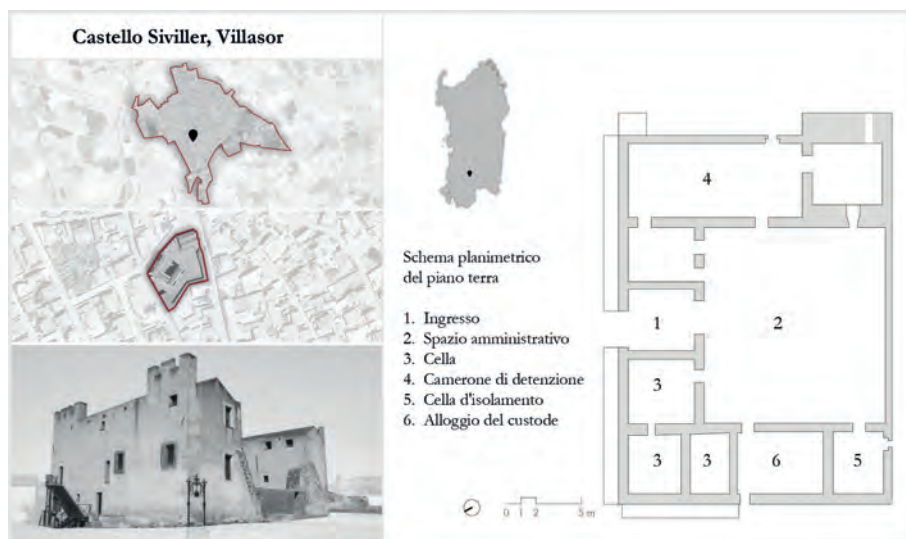 Castello Siviller, Villasor
Schema planimetrico
del piano terra
1. Ingresso
2. Spazio amministrativo
3. Cella
4. Camerone di detenzione
5. Cella d'isolamento
6. Alloggio del custode
4
1
2
3
3
3
6
5
0 1 2 5 m